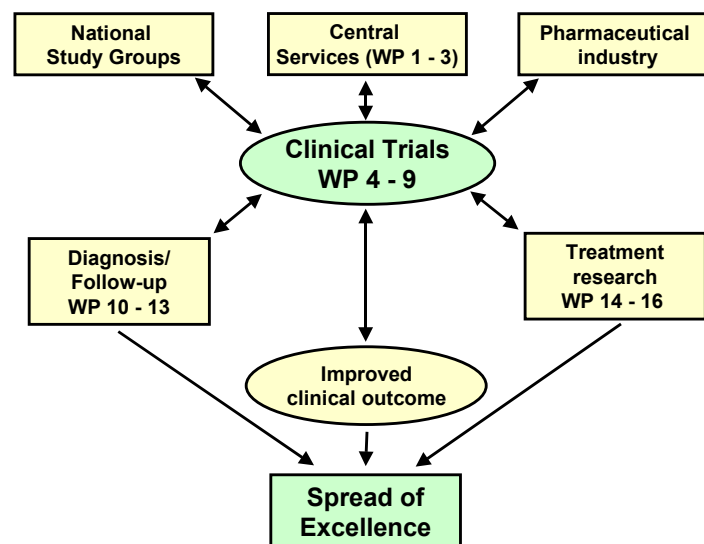 National
Study Groups
Central
Services (WP 1 - 3)
Pharmaceutical
industry
Clinical Trials
WP 4 - 9
Diagnosis/
Follow-up
WP 10 - 13
Treatment
research
WP 14 - 16
Improved
clinical outcome
Spread of
Excellence